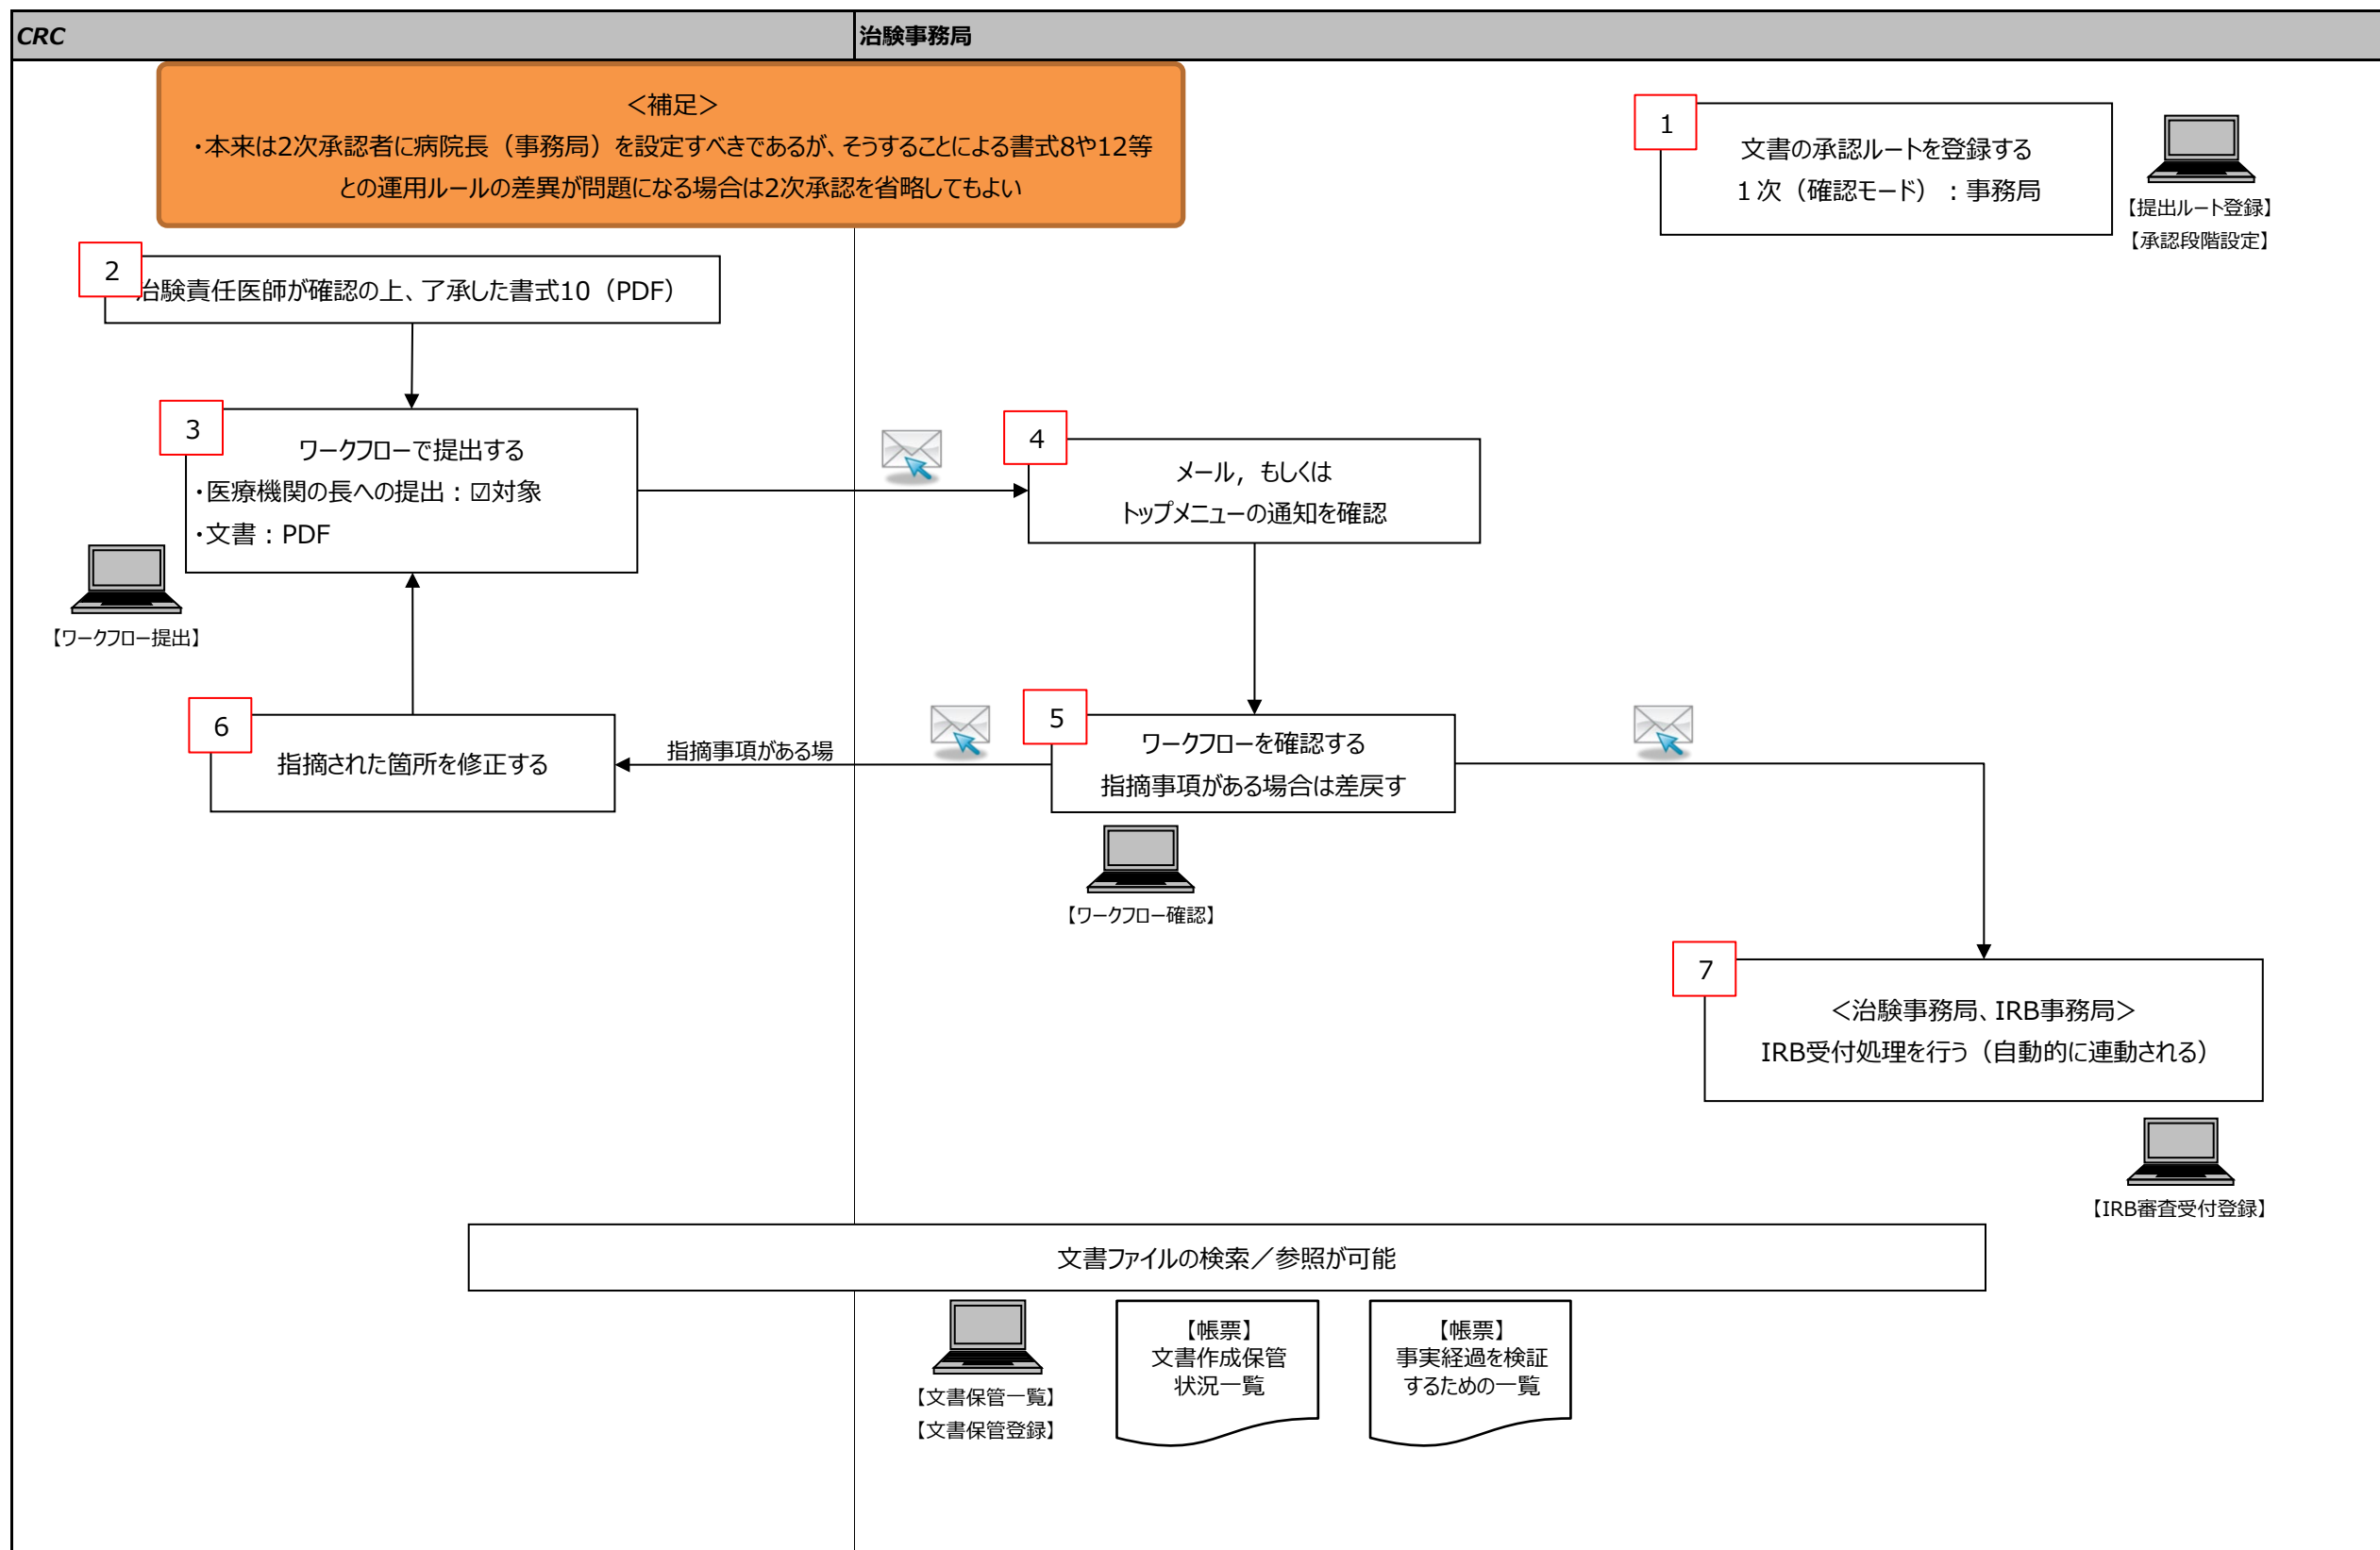 CRC
治験事務局
＜補足＞
・本来は2次承認者に病院長（事務局）を設定すべきであるが、そうすることによる書式8や12等
との運用ルールの差異が問題になる場合は2次承認を省略してもよい
1
文書の承認ルートを登録する
１次（確認モード）：事務局
【提出ルート登録】
【承認段階設定】
2
治験責任医師が確認の上、了承した書式10（PDF）
3
ワークフローで提出する
・医療機関の長への提出：☑対象
・文書：PDF
【ワークフロー提出】
4
メール，もしくは
トップメニューの通知を確認
5
ワークフローを確認する
指摘事項がある場合は差戻す
【ワークフロー確認】
指摘事項がある場
6
指摘された箇所を修正する
7
＜治験事務局、IRB事務局＞
IRB受付処理を行う（自動的に連動される）
【IRB審査受付登録】
文書ファイルの検索／参照が可能
【文書保管一覧】
【文書保管登録】
【帳票】
文書作成保管
状況一覧
【帳票】
事実経過を検証
するための一覧